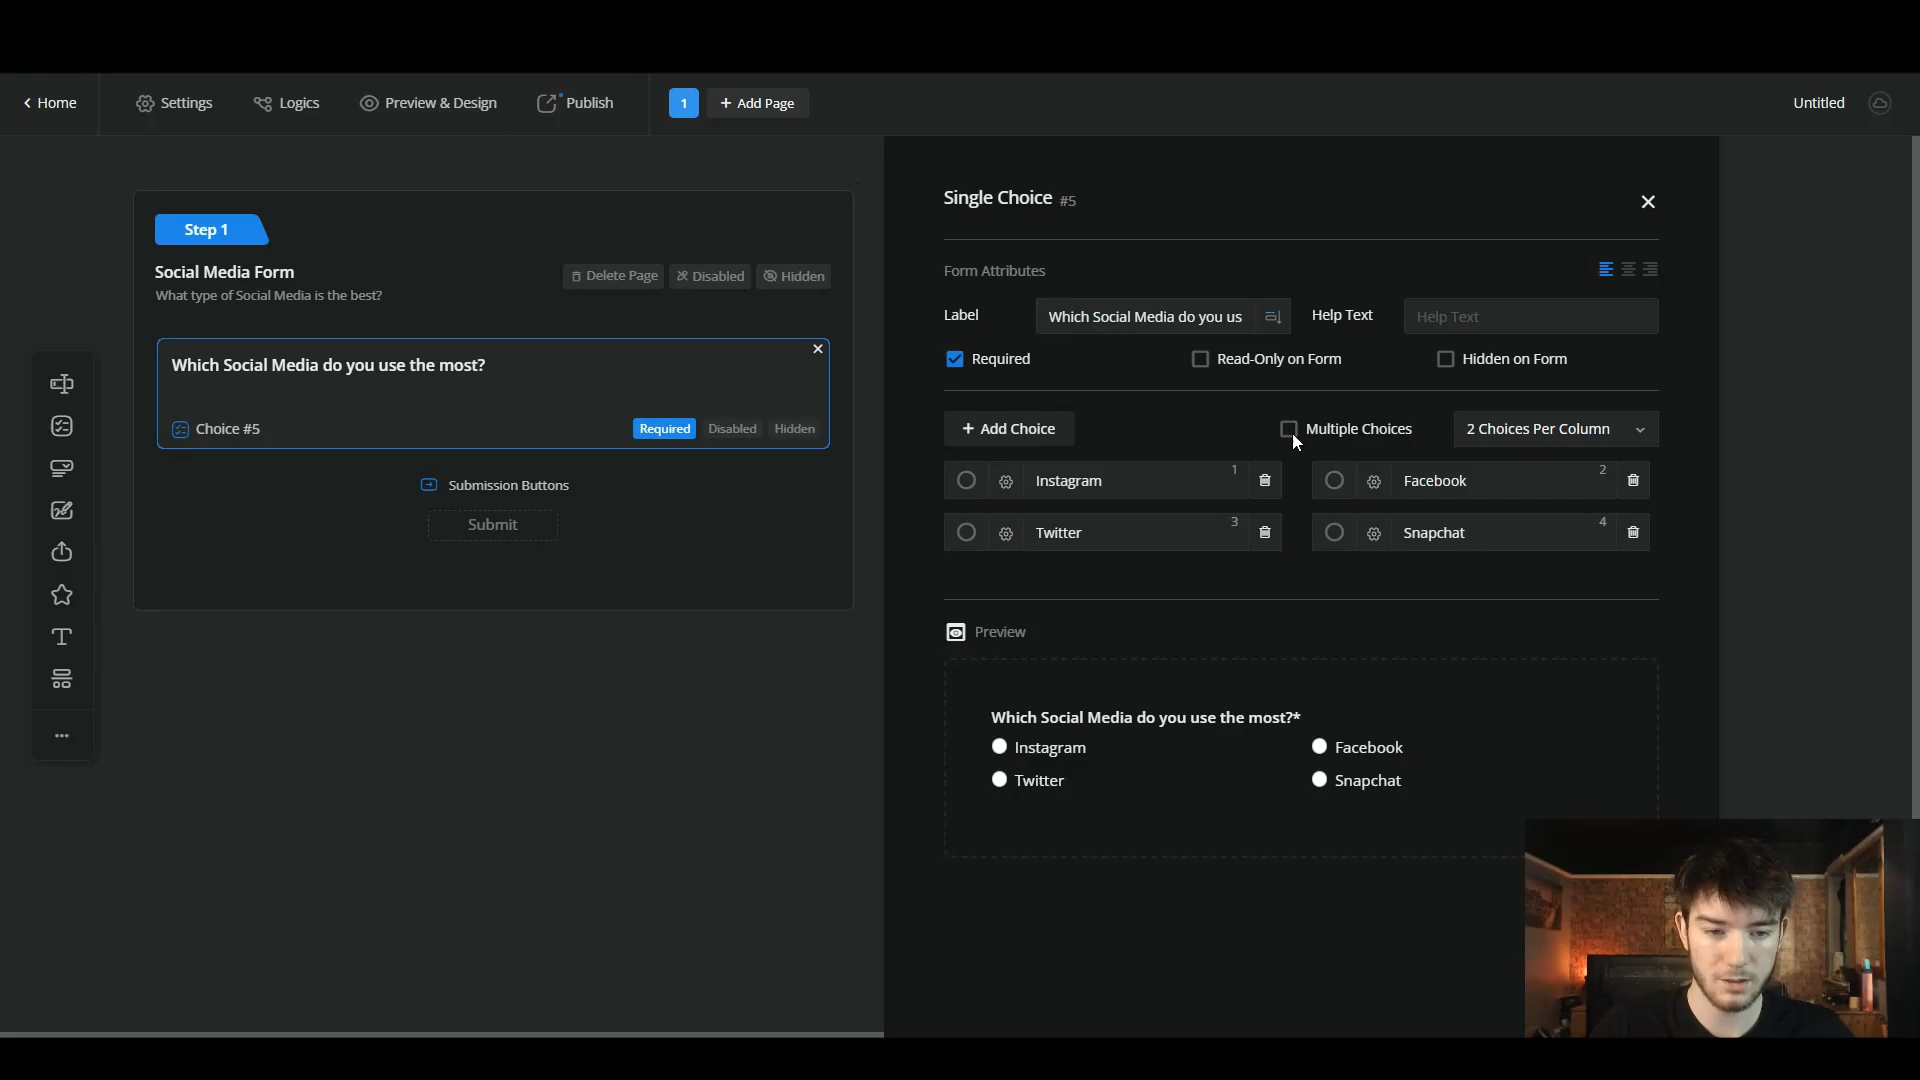 Home Settings Logics Preview & Design Publish 1 + Add Page Untitled
Step 1
Social Media Form
What type of Social Media is the best?
Delete Page Disabled Hidden
Which Social Media do you use the most?
Choice #5 Required Disabled Hidden
Submission Buttons
Submit
Single Choice #5
Form Attributes
Label Which Social Media do you us Help Text Help Text
Required Read-Only on Form Hidden on Form
+ Add Choice Multiple Choices 2 Choices Per Column
Instagram 1 Facebook 2
Twitter 3 Snapchat 4
Preview
Which Social Media do you use the most?*
Instagram Facebook
Twitter Snapchat